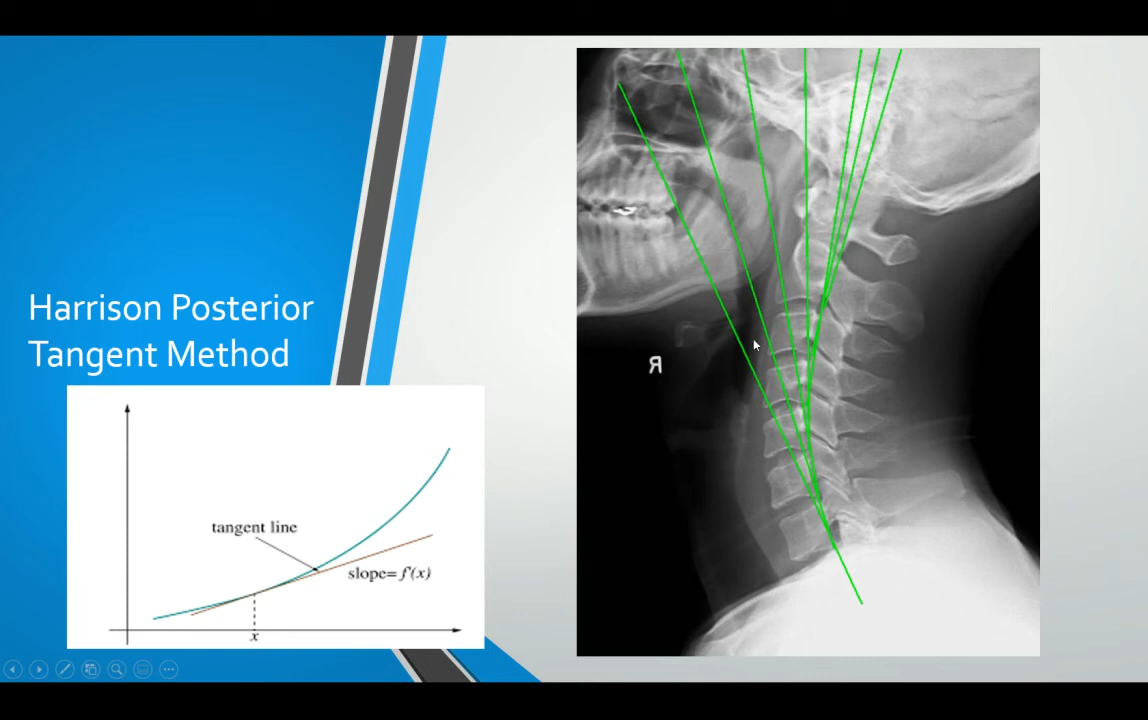 Harrison Posterior
Tangent Method
tangent line
slope= f'(x)
x
R